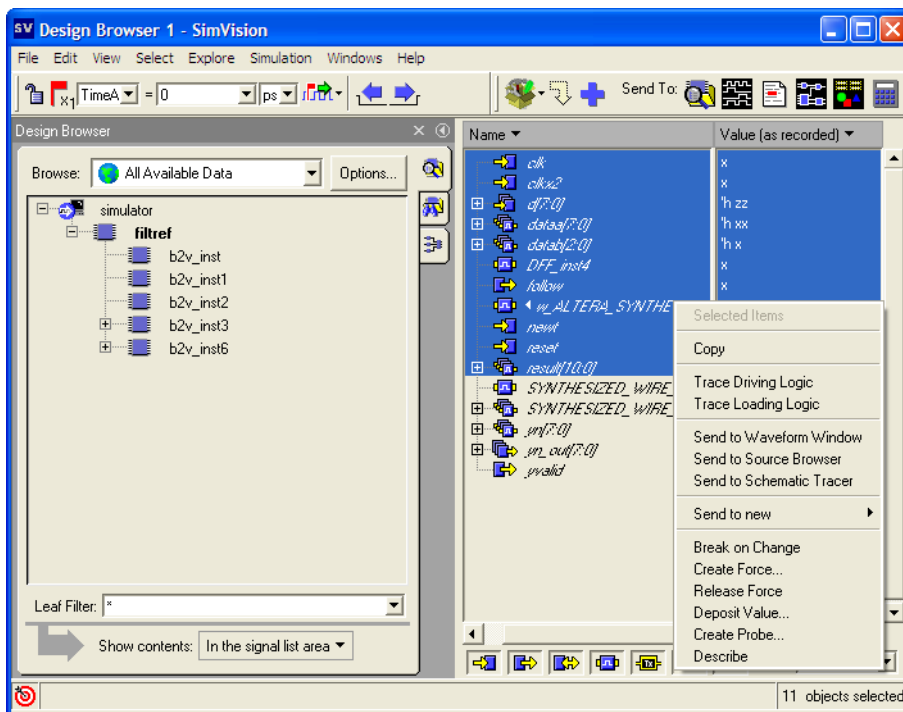 SV Design Browser 1 - SimVision
File Edit View Select Explore Simulation Windows Help
x1 TimeA = 0 ps Send To:
Design Browser
Browse: All Available Data Options...
simulator
filtref
b2v_inst
b2v_inst1
b2v_inst2
b2v_inst3
b2v_inst6
Leaf Filter: *
Show contents: In the signal list area
Name Value (as recorded)
clk x
clkx2 x
d[7:0] 'h zz
dataa[7:0] 'h xx
datab[2:0] 'h x
DFF_inst4 x
follow x
w_ALTERA_SYNTHE
newt
reset
result[10:0]
SYNTHESIZED_WIRE_
SYNTHESIZED_WIRE_
yn[7:0]
yn_out[7:0]
yvalid
Selected Items
Copy
Trace Driving Logic
Trace Loading Logic
Send to Waveform Window
Send to Source Browser
Send to Schematic Tracer
Send to new
Break on Change
Create Force...
Release Force
Deposit Value...
Create Probe...
Describe
TX
11 objects selected